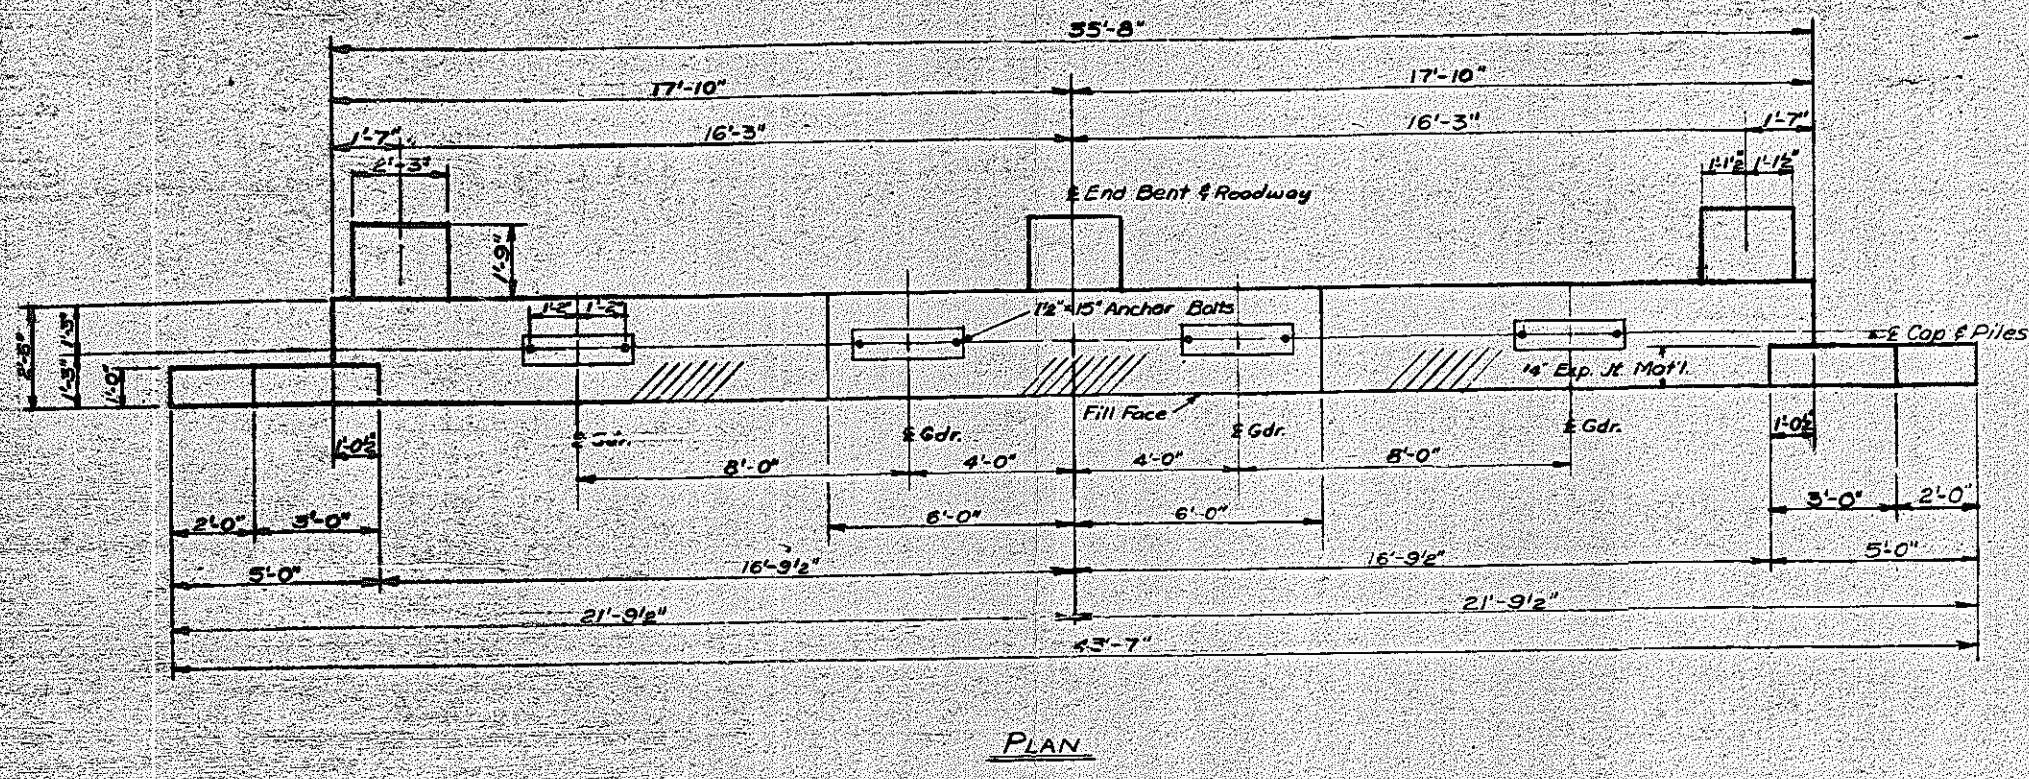 35'-8"
17'-10" 17'-10"
1'-7" 16'-3" 16'-3" 1'-7"
2'-3" 1'-1½" 1'-1½"
℄ End Bent & Roadway
1'-9"
1'-2" 1'-2" 1½"×15" Anchor Bolts
1'-3"
1'-3"
1'-0"
℄ Cap & Piles
¼" Exp. Jt. Mat'l.
Fill Face
℄ Gdr. ℄ Gdr. ℄ Gdr.
1'-0½" 1'-0½"
8'-0" 4'-0" 4'-0" 8'-0"
2'-0" 3'-0" 6'-0" 6'-0" 3'-0" 2'-0"
5'-0" 16'-9½" 16'-9½" 5'-0"
21'-9½" 21'-9½"
43'-7"
PLAN